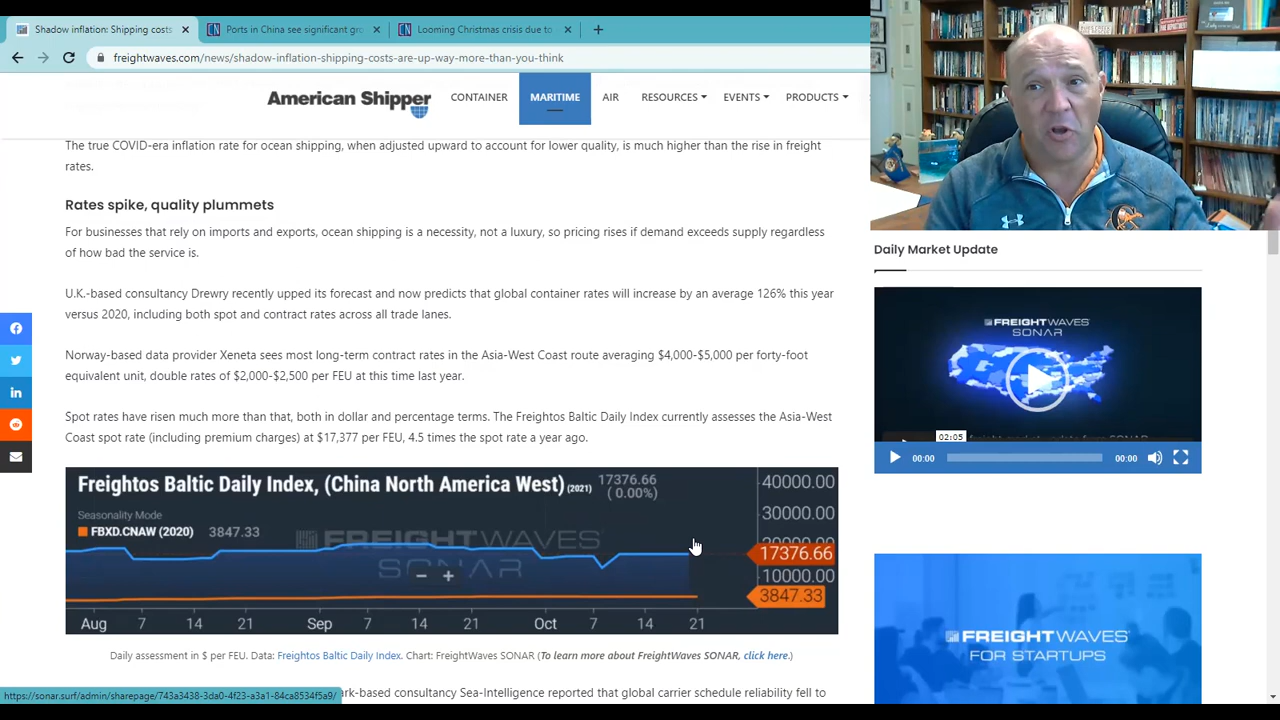 Shadow inflation: Shipping costs
Ports in China see significant gro
Looming Christmas crisis due to
freightwaves.com/news/shadow-inflation-shipping-costs-are-up-way-more-than-you-think
American Shipper
CONTAINER MARITIME AIR RESOURCES EVENTS PRODUCTS
The true COVID-era inflation rate for ocean shipping, when adjusted upward to account for lower quality, is much higher than the rise in freight
rates.
Rates spike, quality plummets
For businesses that rely on imports and exports, ocean shipping is a necessity, not a luxury, so pricing rises if demand exceeds supply regardless
of how bad the service is.
U.K.-based consultancy Drewry recently upped its forecast and now predicts that global container rates will increase by an average 126% this year
versus 2020, including both spot and contract rates across all trade lanes.
Norway-based data provider Xeneta sees most long-term contract rates in the Asia-West Coast route averaging $4,000-$5,000 per forty-foot
equivalent unit, double rates of $2,000-$2,500 per FEU at this time last year.
Spot rates have risen much more than that, both in dollar and percentage terms. The Freightos Baltic Daily Index currently assesses the Asia-West
Coast spot rate (including premium charges) at $17,377 per FEU, 4.5 times the spot rate a year ago.
Freightos Baltic Daily Index, (China North America West) (2021) 17376.66
( 0.00%)
Seasonality Mode
FBXD.CNAW (2020) 3847.33
FREIGHTWAVES
SONAR
40000.00
30000.00
17376.66
10000.00
3847.33
Aug 7 14 21 Sep 7 14 21 Oct 7 14 21
Daily assessment in $ per FEU. Data: Freightos Baltic Daily Index. Chart: FreightWaves SONAR (To learn more about FreightWaves SONAR, click here.)
https://sonar.surf/admin/sharepage/743a3438-3da0-4f23-a3a1-84ca8534f5a9/
ark-based consultancy Sea-Intelligence reported that global carrier schedule reliability fell to
Daily Market Update
FREIGHTWAVES
SONAR
02:05
00:00 00:00
FREIGHTWAVES
FOR STARTUPS